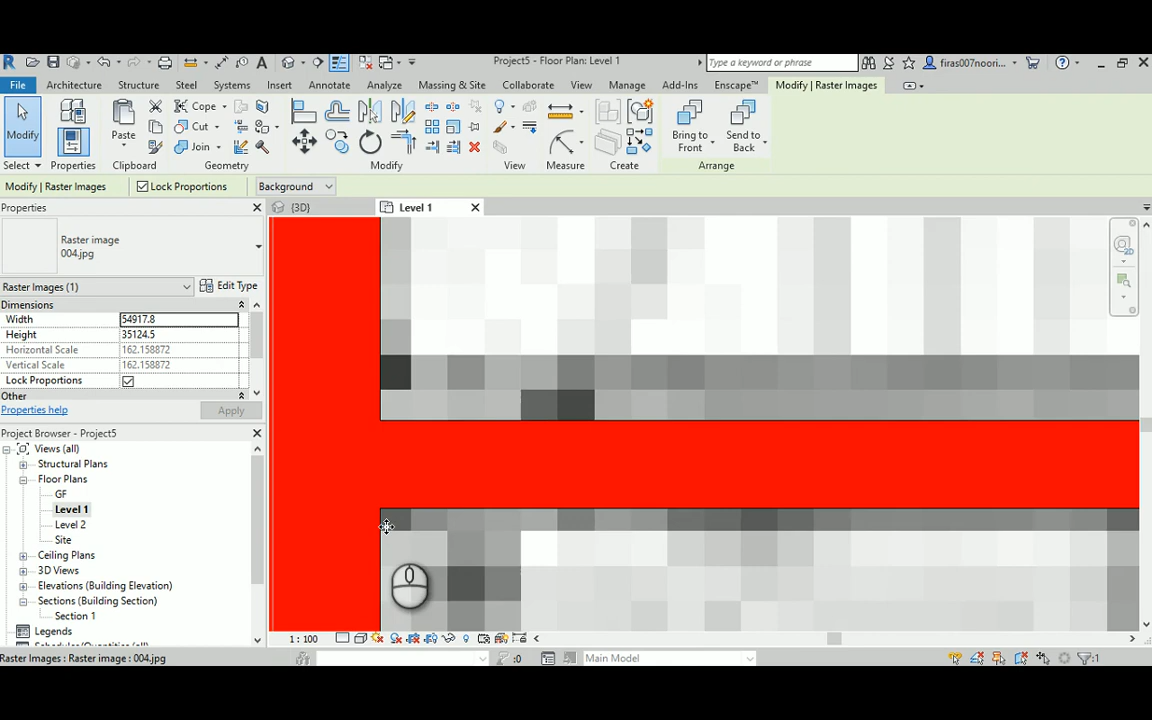 Project5 - Floor Plan: Level 1
Type a keyword or phrase
firas007noori...
File Architecture Structure Steel Systems Insert Annotate Analyze Massing & Site Collaborate View Manage Add-Ins Enscape™ Modify | Raster Images
Modify
Paste
Cope
Cut
Join
Bring to Front
Send to Back
Select Properties Clipboard Geometry Modify View Measure Create Arrange
Modify | Raster Images Lock Proportions Background
Properties
{3D}
Level 1
Raster image
004.jpg
Raster Images (1)
Edit Type
Dimensions
Width 54917.8
Height 35124.5
Horizontal Scale 162.158872
Vertical Scale 162.158872
Lock Proportions
Other
Properties help
Apply
Project Browser - Project5
Views (all)
Structural Plans
Floor Plans
GF
Level 1
Level 2
Site
Ceiling Plans
3D Views
Elevations (Building Elevation)
Sections (Building Section)
Section 1
Legends
1 : 100
Raster Images : Raster image : 004.jpg
:0
Main Model
:1